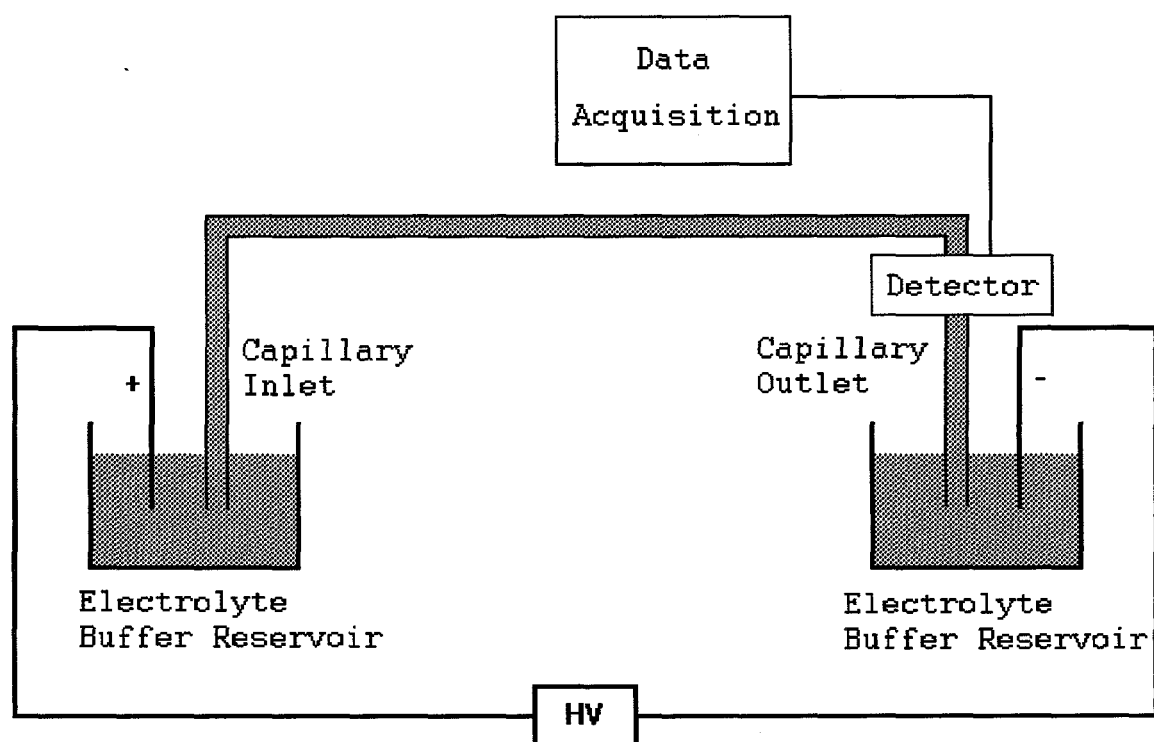 Data
Acquisition
Detector
Capillary
Inlet
Capillary
Outlet
+
-
Electrolyte
Buffer Reservoir
Electrolyte
Buffer Reservoir
HV